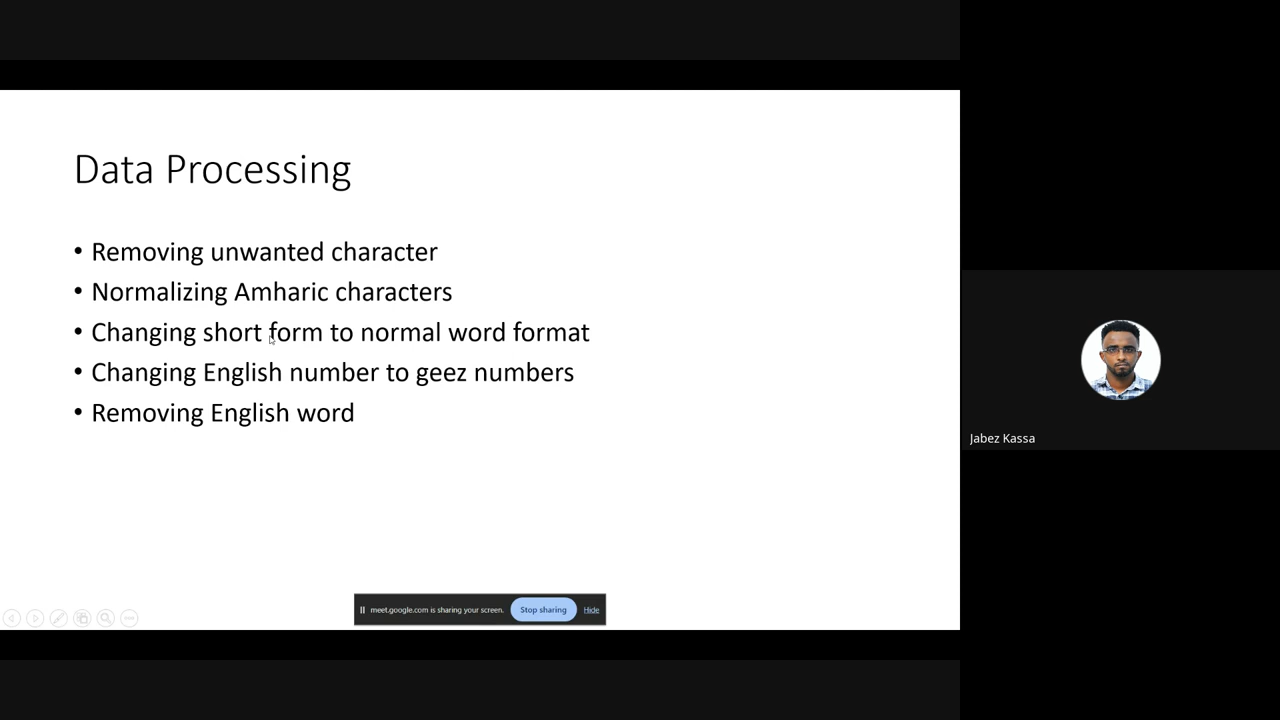 Data Processing
• Removing unwanted character
• Normalizing Amharic characters
• Changing short form to normal word format
• Changing English number to geez numbers
• Removing English word
meet.google.com is sharing your screen. Stop sharing Hide
Jabez Kassa